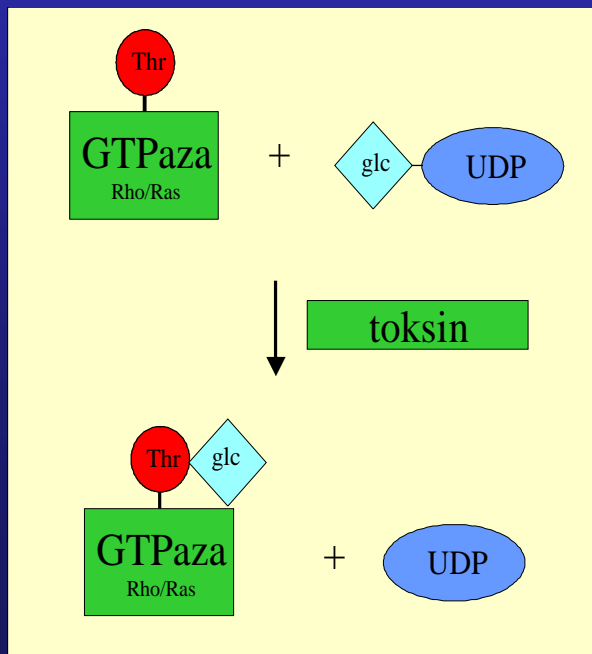 Thr
GTPaza
Rho/Ras
+
glc
UDP
toksin
Thr
glc
GTPaza
Rho/Ras
+
UDP